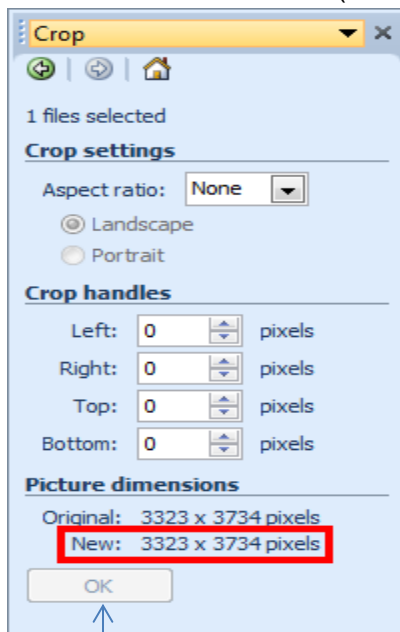 Crop
1 files selected
Crop settings
Aspect ratio: None
Landscape
Portrait
Crop handles
Left: 0 pixels
Right: 0 pixels
Top: 0 pixels
Bottom: 0 pixels
Picture dimensions
Original: 3323 x 3734 pixels
New: 3323 x 3734 pixels
OK